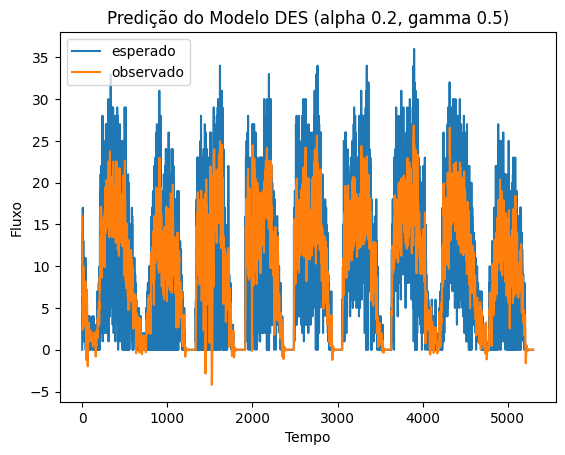 Predição do Modelo DES (alpha 0.2, gamma 0.5)
esperado
observado
Fluxo
35
30
25
20
15
10
5
0
−5
0 1000 2000 3000 4000 5000
Tempo